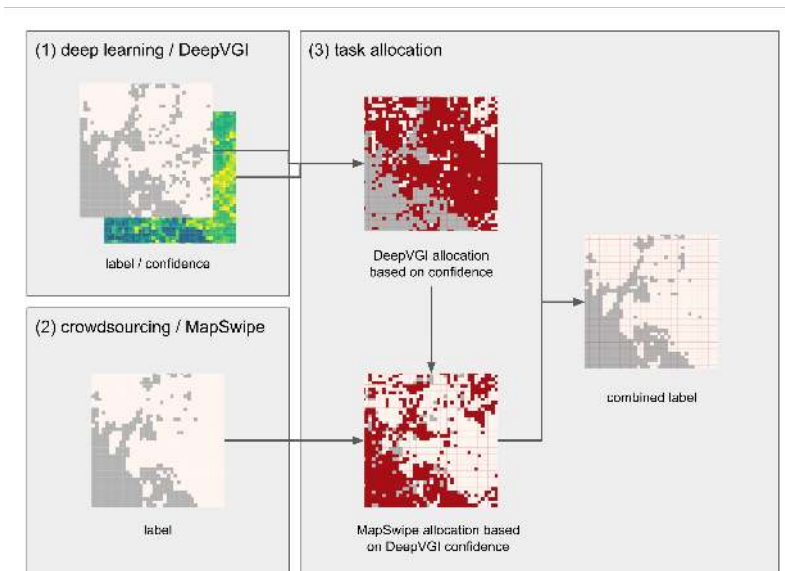 (1) deep learning / DeepVGI
label / confidence
(2) crowdsourcing / MapSwipe
label
(3) task allocation
DeepVGI allocation
based on confidence
MapSwipe allocation based
on DeepVGI confidence
combined label